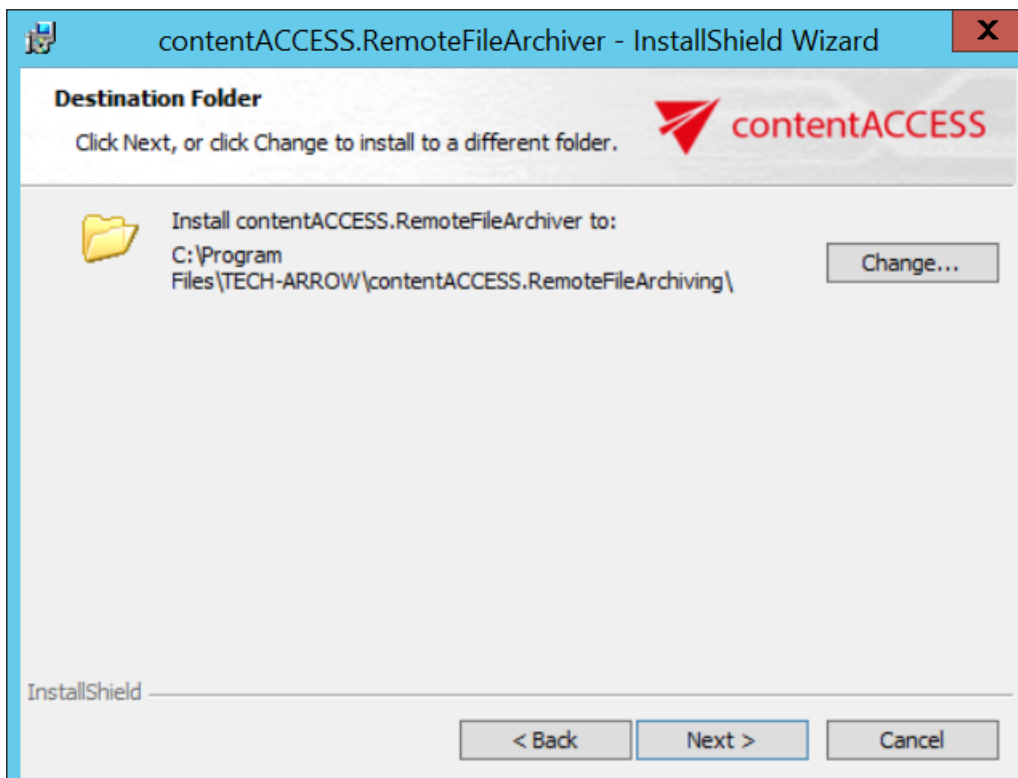 contentACCESS.RemoteFileArchiver - InstallShield Wizard
X
Destination Folder
Click Next, or click Change to install to a different folder.
contentACCESS
Install contentACCESS.RemoteFileArchiver to:
C:\Program
Files\TECH-ARROW\contentACCESS.RemoteFileArchiving\
Change...
InstallShield
< Back
Next >
Cancel